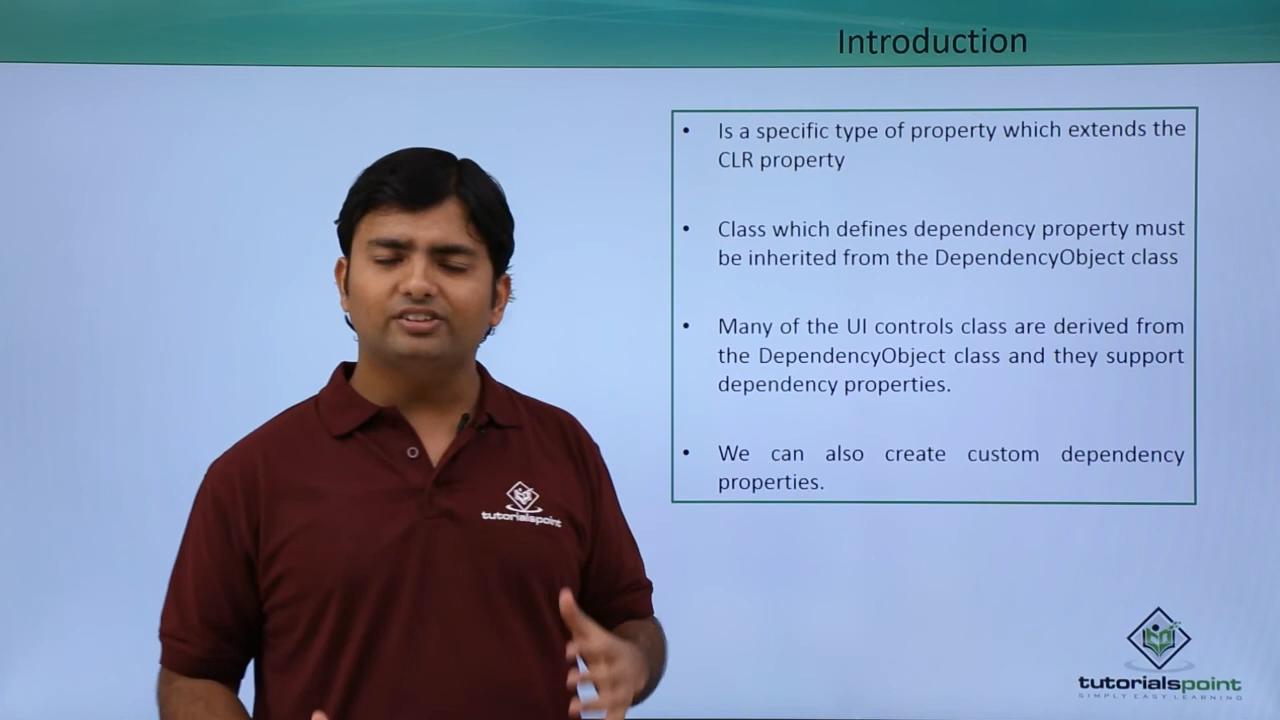 Introduction
• Is a specific type of property which extends the
CLR property
• Class which defines dependency property must
be inherited from the DependencyObject class
• Many of the UI controls class are derived from
the DependencyObject class and they support
dependency properties.
• We can also create custom dependency
properties.
tutorialspoint
tutorialspoint
SIMPLY EASY LEARNING